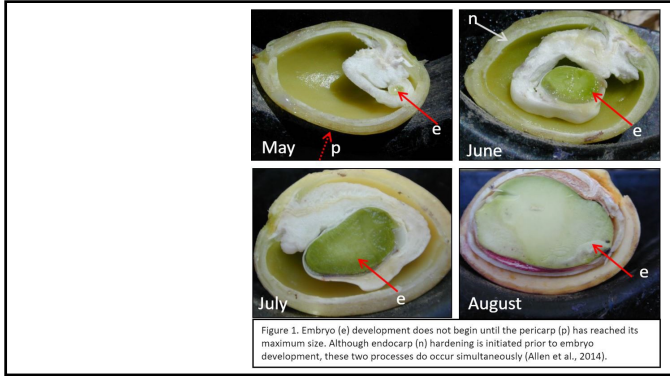 n
e
May
p
e
June
e
July
e
August
Figure 1. Embryo (e) development does not begin until the pericarp (p) has reached its
maximum size. Although endocarp (n) hardening is initiated prior to embryo
development, these two processes do occur simultaneously (Allen et al., 2014).